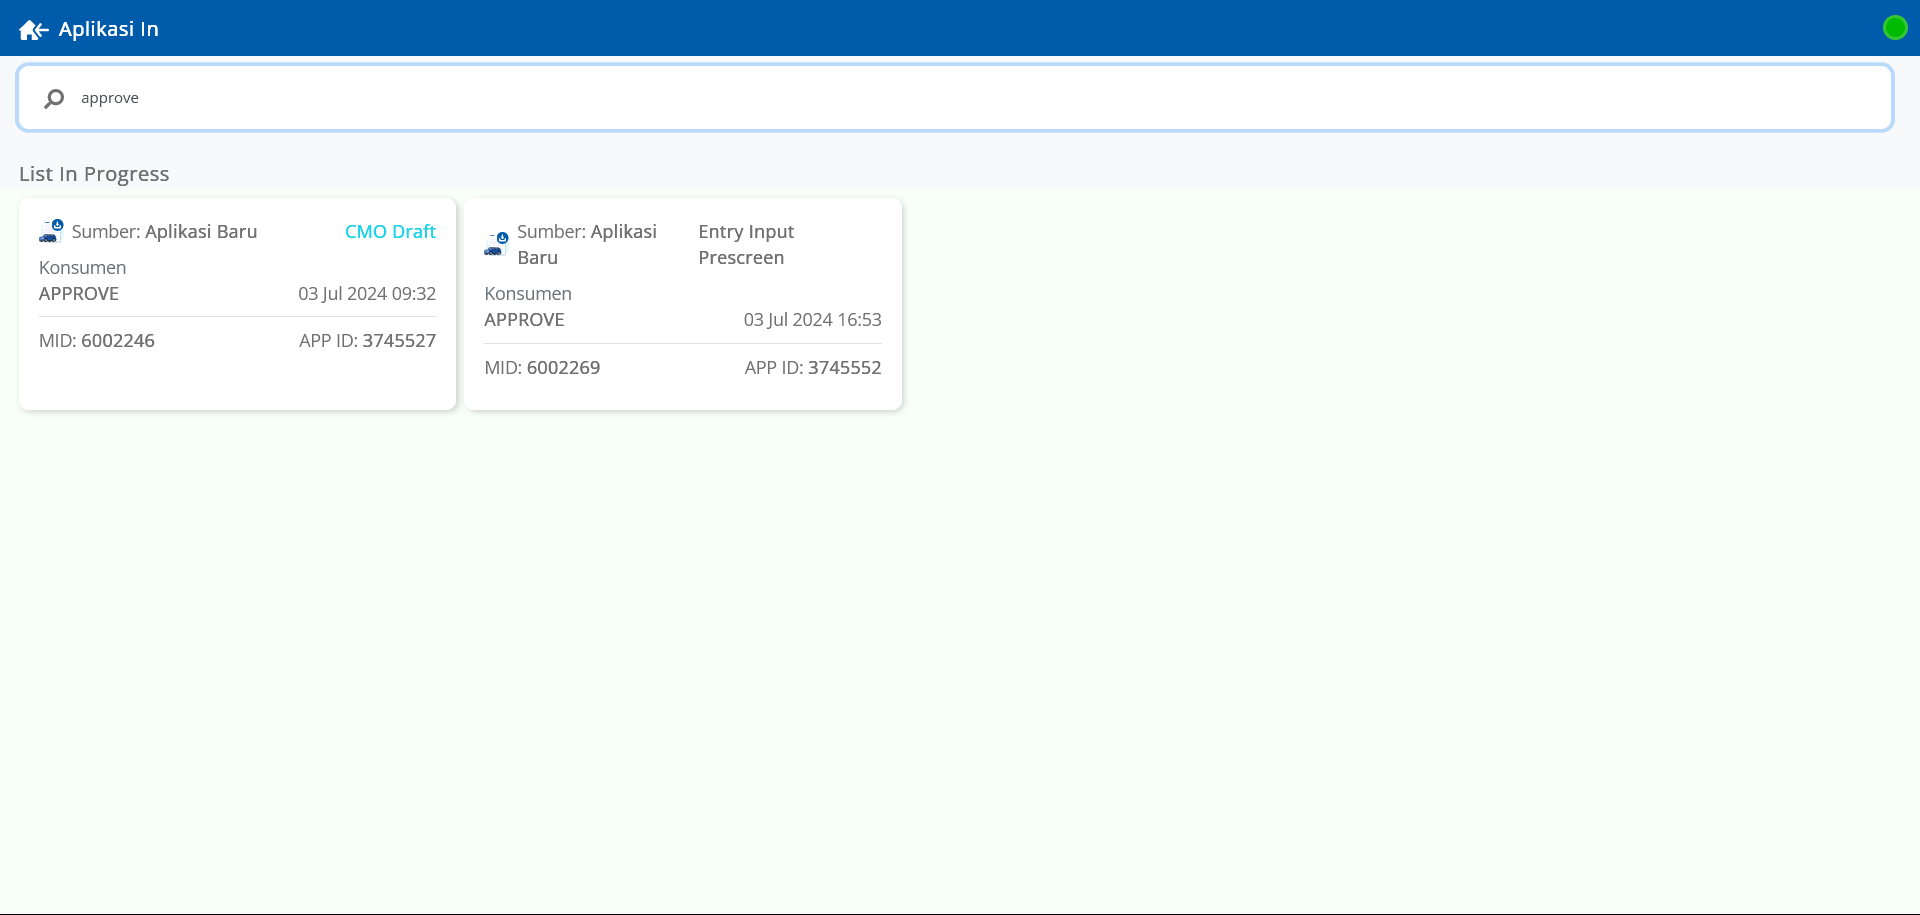 Aplikasi In
approve
List In Progress
Sumber: Aplikasi Baru CMO Draft
Konsumen
APPROVE 03 Jul 2024 09:32
MID: 6002246 APP ID: 3745527
Sumber: Aplikasi Baru
Entry Input Prescreen
Konsumen
APPROVE 03 Jul 2024 16:53
MID: 6002269 APP ID: 3745552